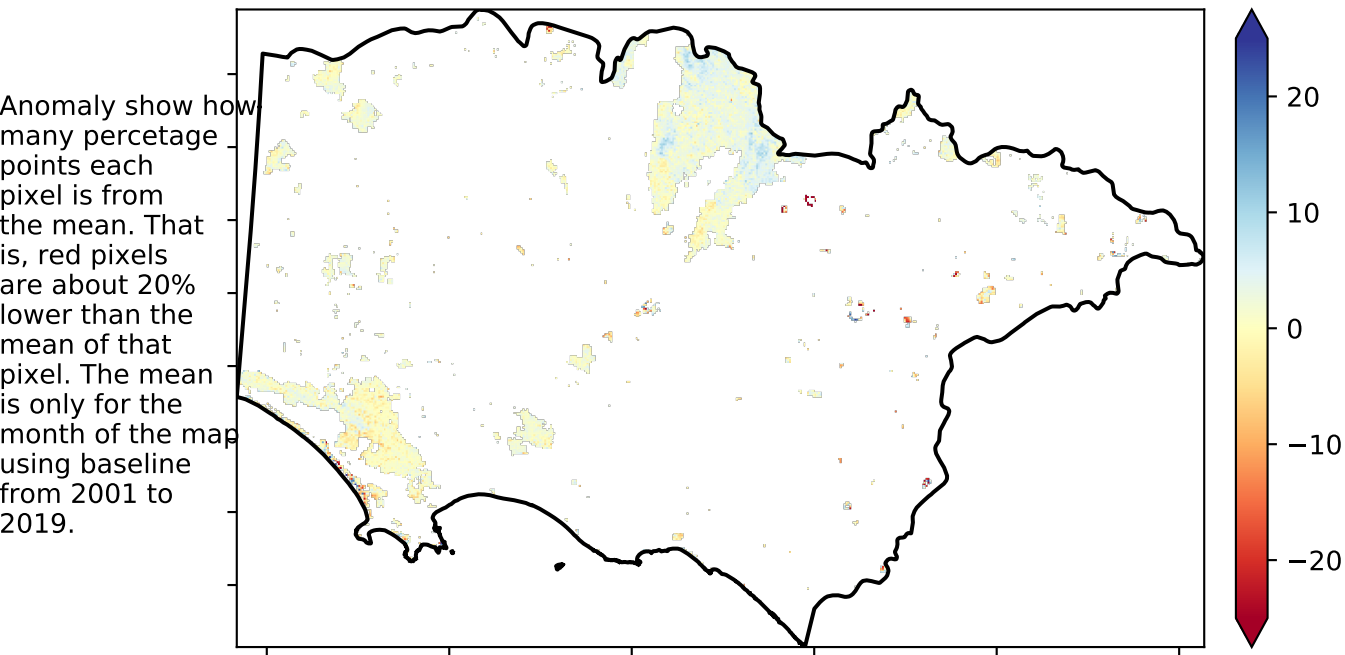 Anomaly show how
many percetage
points each
pixel is from
the mean. That
is, red pixels
are about 20%
lower than the
mean of that
pixel. The mean
is only for the
month of the map
using baseline
from 2001 to
2019.
20
10
0
−10
−20